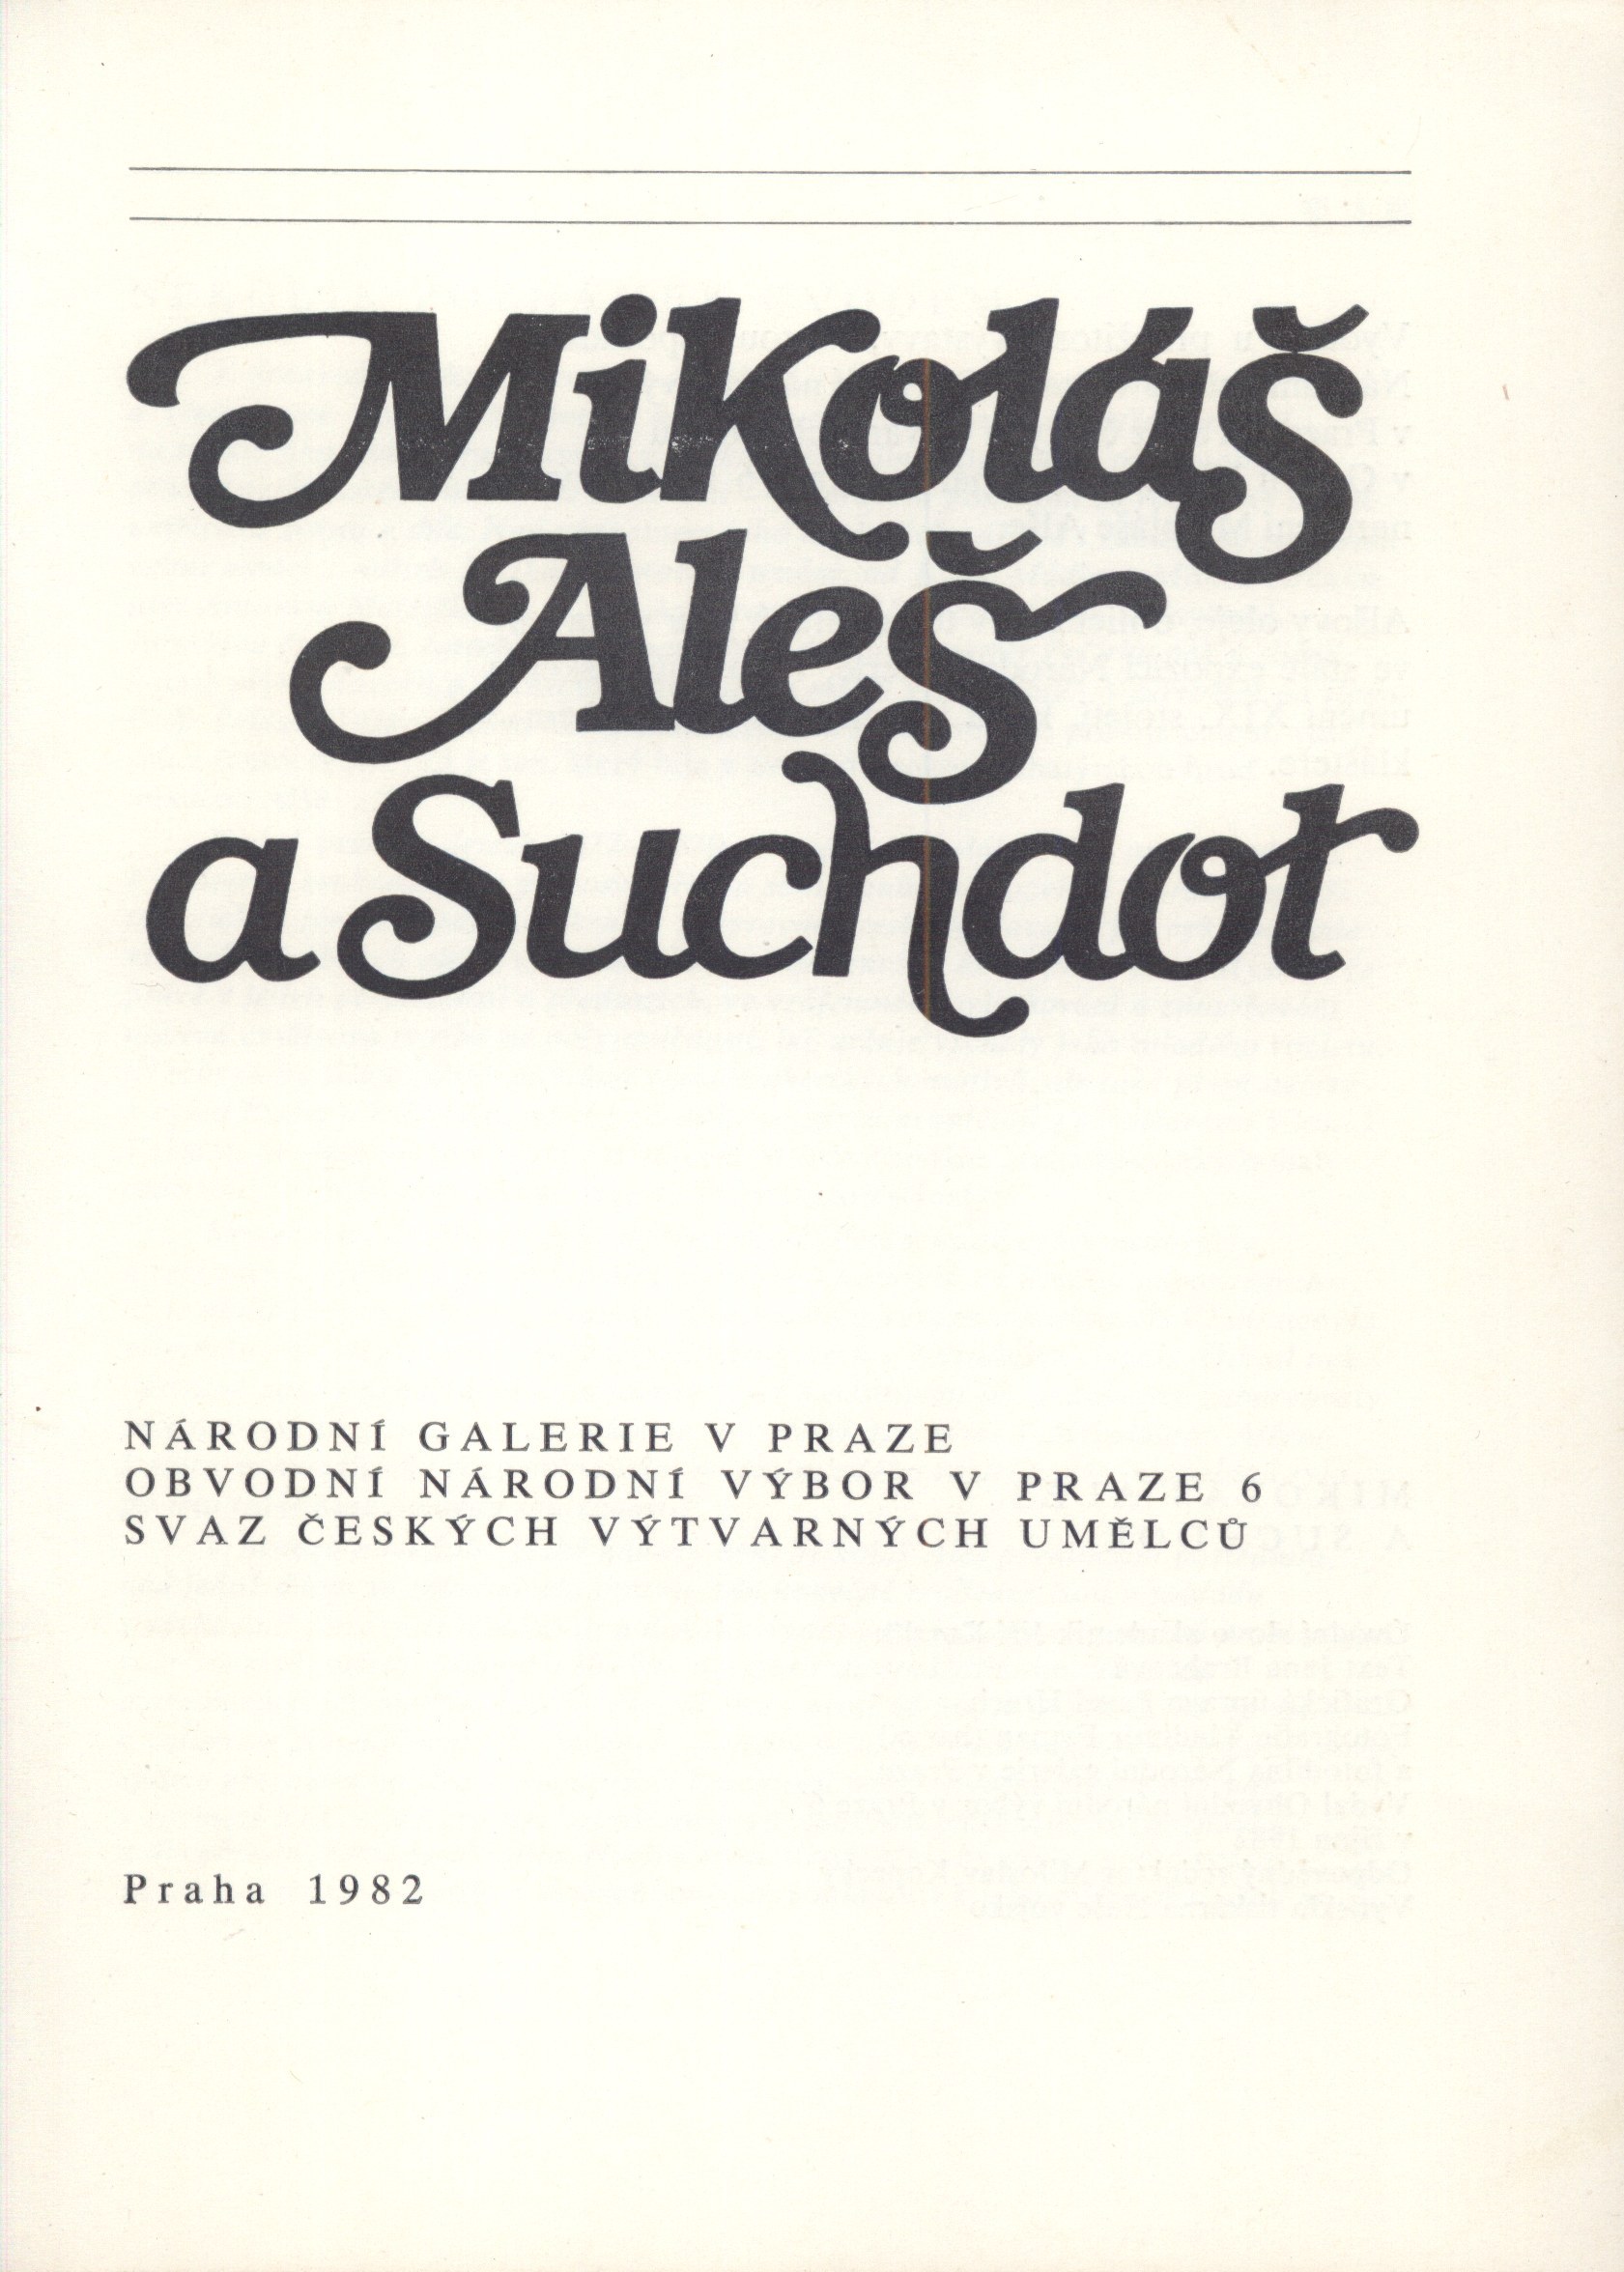 Mikoláš
Aleš
a Suchdol
NÁRODNÍ GALERIE V PRAZE
OBVODNÍ NÁRODNÍ VÝBOR V PRAZE 6
SVAZ ČESKÝCH VÝTVARNÝCH UMĚLCŮ
Praha 1982